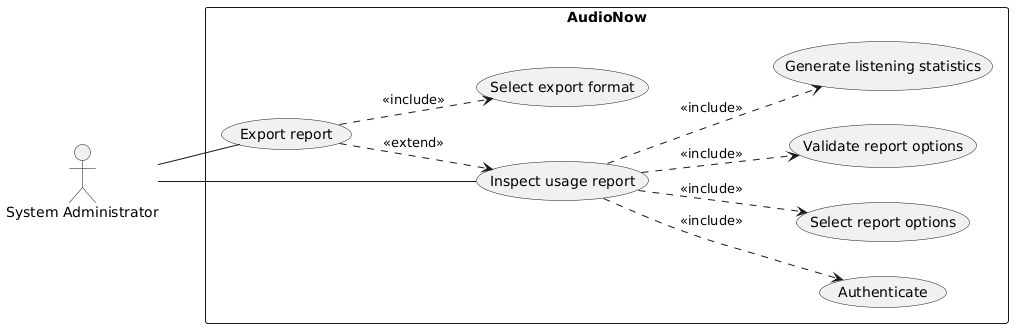 AudioNow
Generate listening statistics
Select export format
«include»
«include»
Export report
«extend»
Validate report options
«include»
Inspect usage report
«include»
System Administrator
Select report options
«include»
Authenticate